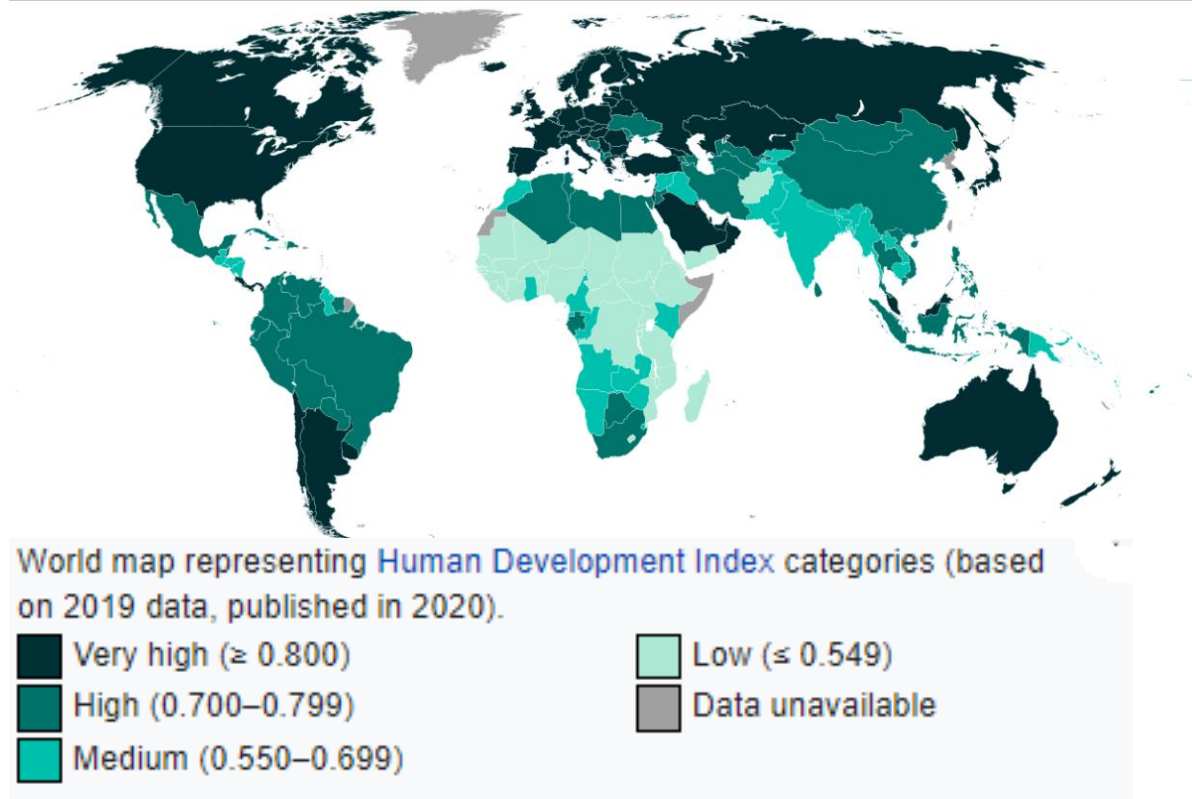 World map representing Human Development Index categories (based
on 2019 data, published in 2020).
Very high (≥ 0.800)
High (0.700–0.799)
Medium (0.550–0.699)
Low (≤ 0.549)
Data unavailable